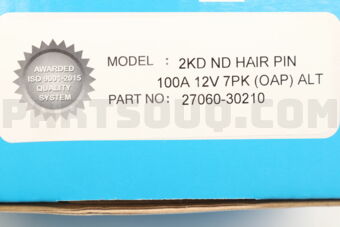 AWARDED
ISO 9001-2015
QUALITY
SYSTEM
MODEL : 2KD ND HAIR PIN
100A 12V 7PK (OAP) ALT
PART NO: 27060-30210
PARTSOUQ.COM